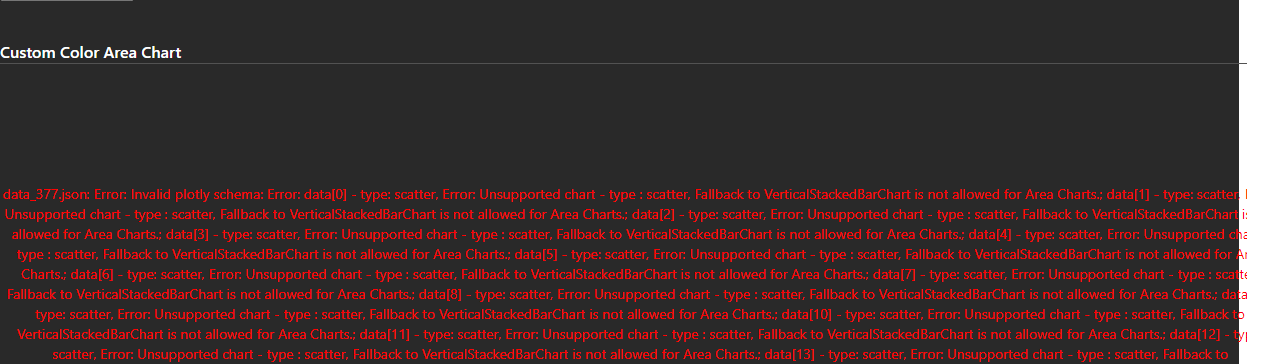 Custom Color Area Chart
data_377.json: Error: Invalid plotly schema: Error: data[0] - type: scatter, Error: Unsupported chart - type : scatter, Fallback to VerticalStackedBarChart is not allowed for Area Charts.; data[1] - type: scatter,
Unsupported chart - type : scatter, Fallback to VerticalStackedBarChart is not allowed for Area Charts.; data[2] - type: scatter, Error: Unsupported chart - type : scatter, Fallback to VerticalStackedBarChart is
allowed for Area Charts.; data[3] - type: scatter, Error: Unsupported chart - type : scatter, Fallback to VerticalStackedBarChart is not allowed for Area Charts.; data[4] - type: scatter, Error: Unsupported
type : scatter, Fallback to VerticalStackedBarChart is not allowed for Area Charts.; data[5] - type: scatter, Error: Unsupported chart - type : scatter, Fallback to VerticalStackedBarChart is not allowed for
Charts.; data[6] - type: scatter, Error: Unsupported chart - type : scatter, Fallback to VerticalStackedBarChart is not allowed for Area Charts.; data[7] - type: scatter, Error: Unsupported chart - type :
Fallback to VerticalStackedBarChart is not allowed for Area Charts.; data[8] - type: scatter, Error: Unsupported chart - type : scatter, Fallback to VerticalStackedBarChart is not allowed for Area Charts.; data
type: scatter, Error: Unsupported chart - type : scatter, Fallback to VerticalStackedBarChart is not allowed for Area Charts.; data[10] - type: scatter, Error: Unsupported chart - type : scatter, Fallback to
VerticalStackedBarChart is not allowed for Area Charts.; data[11] - type: scatter, Error: Unsupported chart - type : scatter, Fallback to VerticalStackedBarChart is not allowed for Area Charts.; data[12] -
scatter, Error: Unsupported chart - type : scatter, Fallback to VerticalStackedBarChart is not allowed for Area Charts.; data[13] - type: scatter, Error: Unsupported chart - type : scatter, Fallback to